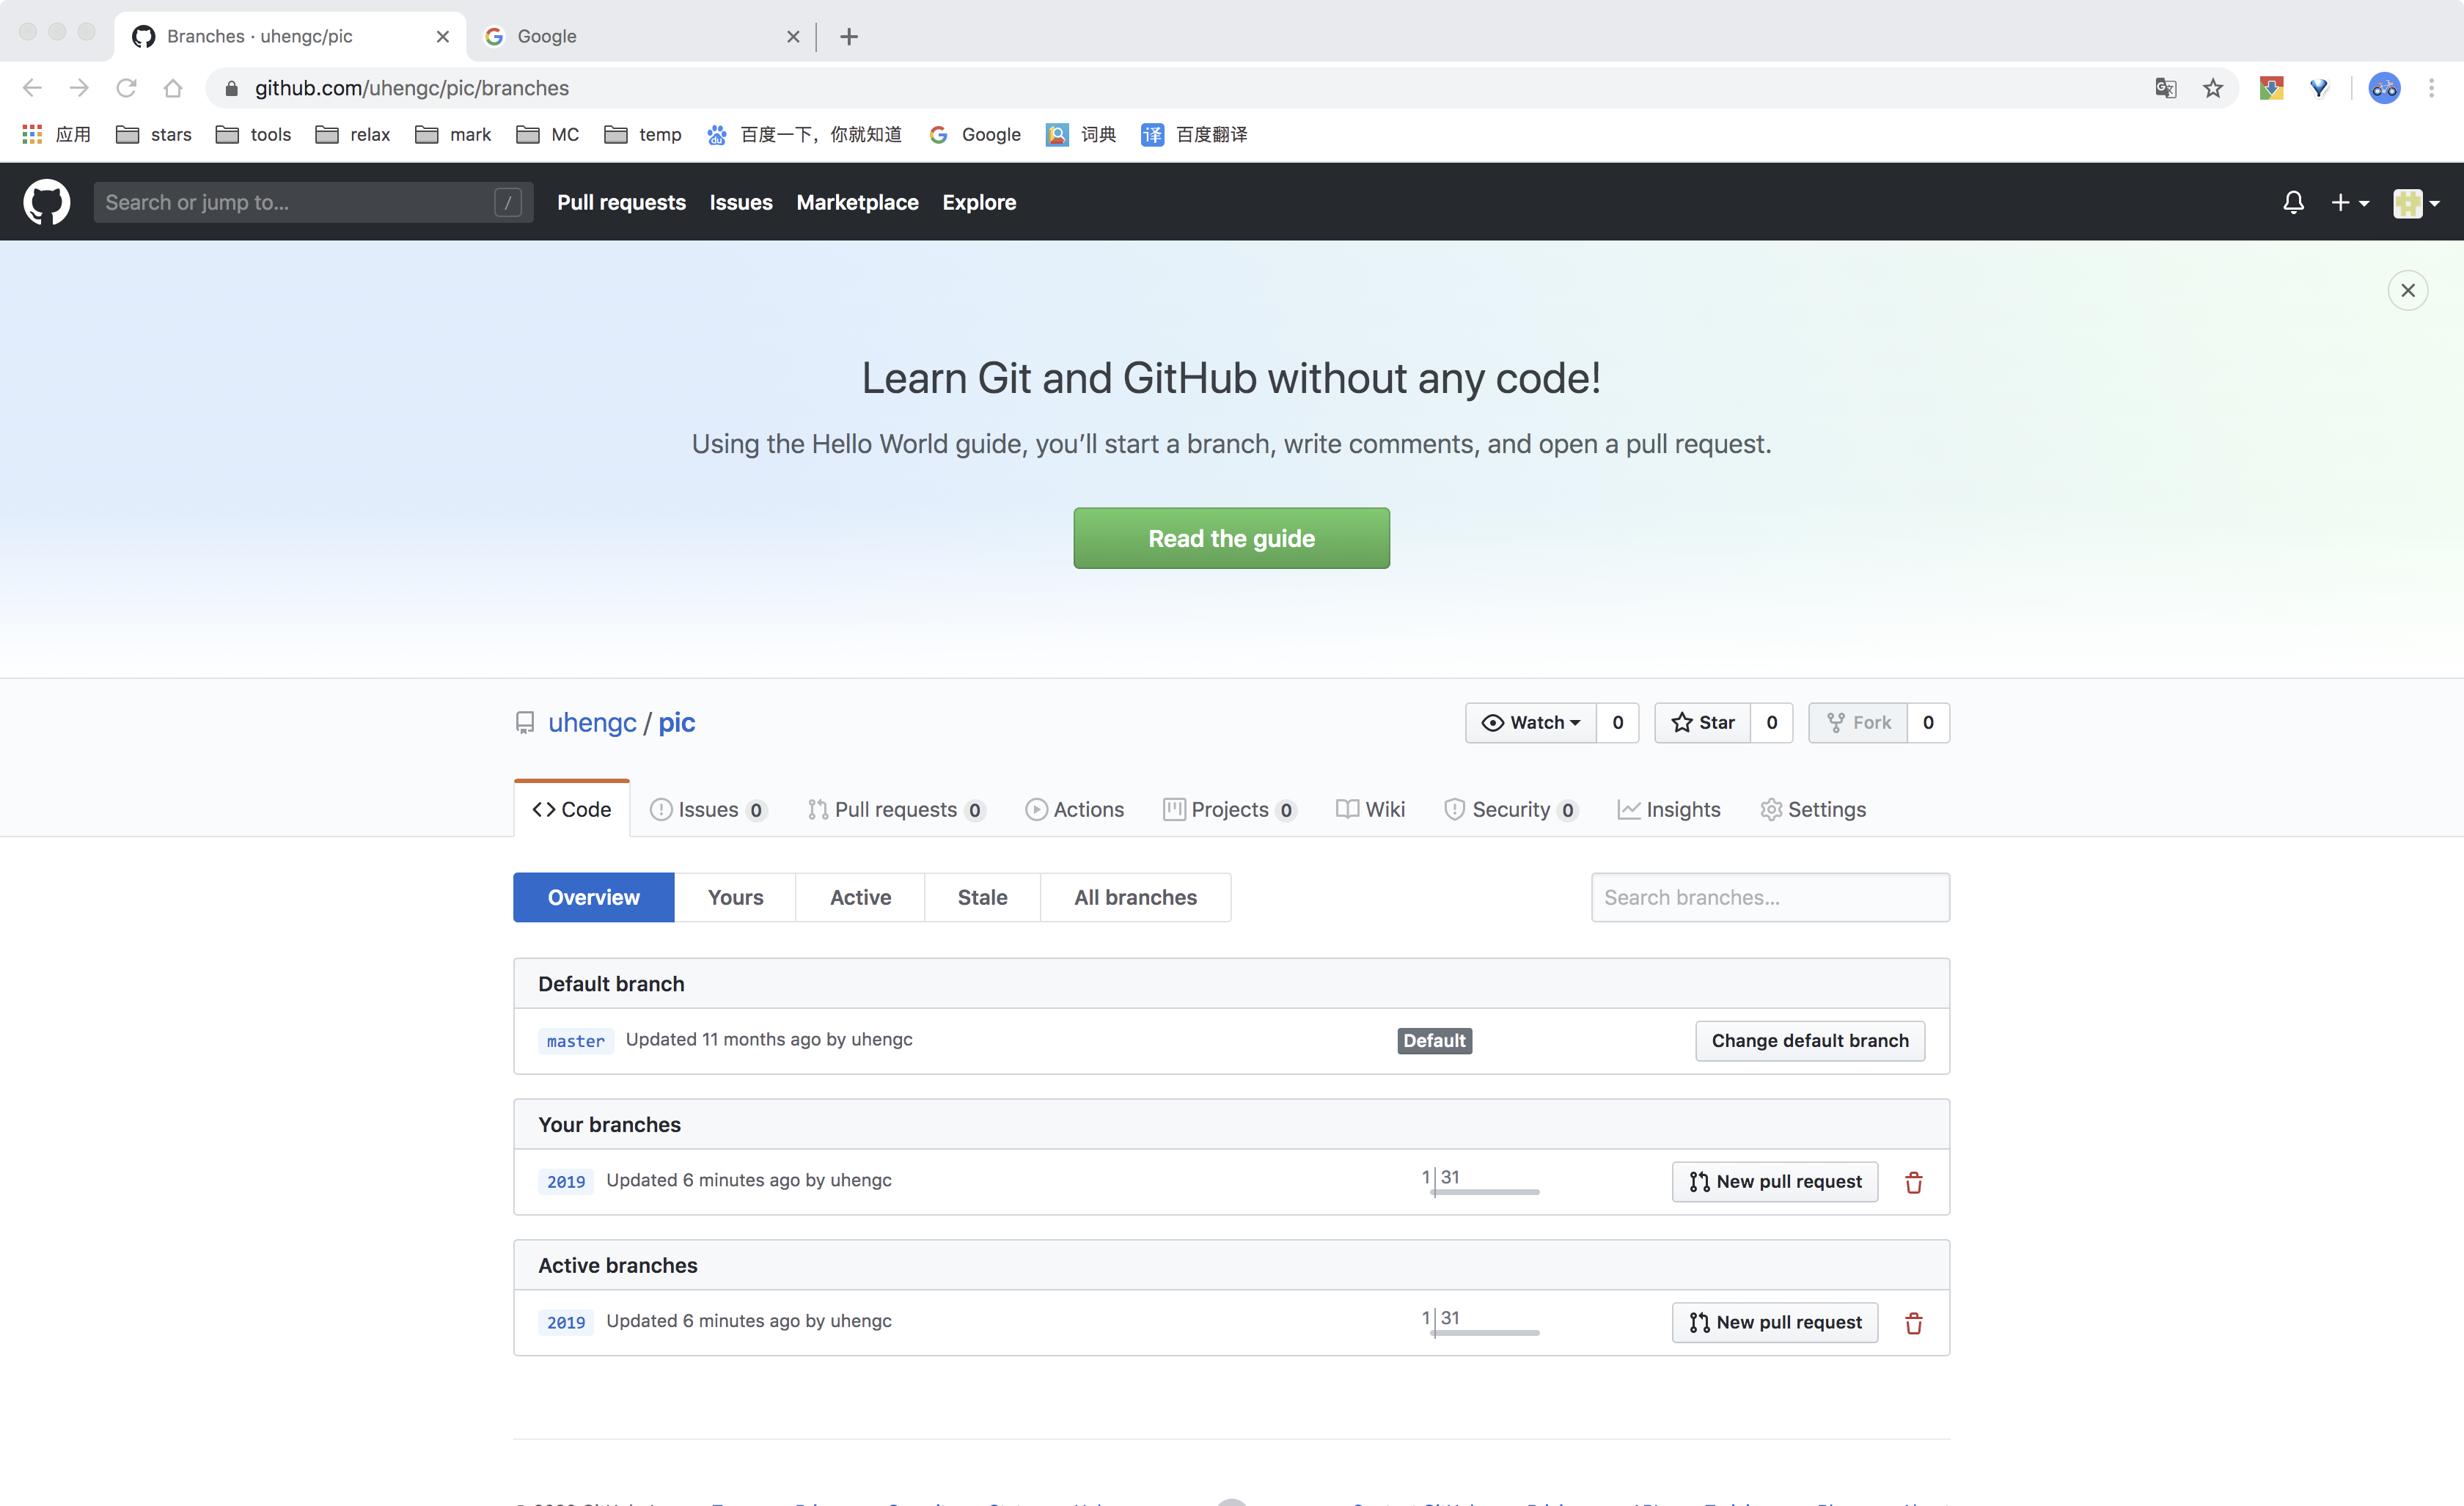 Branches · uhengc/pic
Google
github.com/uhengc/pic/branches
应用 stars tools relax mark MC temp 百度一下，你就知道 Google 词典 译 百度翻译
Search or jump to... /
Pull requests Issues Marketplace Explore
Learn Git and GitHub without any code!
Using the Hello World guide, you’ll start a branch, write comments, and open a pull request.
Read the guide
uhengc / pic
Watch 0 Star 0 Fork 0
Code Issues 0 Pull requests 0 Actions Projects 0 Wiki Security 0 Insights Settings
Overview Yours Active Stale All branches
Search branches...
Default branch
master Updated 11 months ago by uhengc Default Change default branch
Your branches
2019 Updated 6 minutes ago by uhengc 1 31 New pull request
Active branches
2019 Updated 6 minutes ago by uhengc 1 31 New pull request